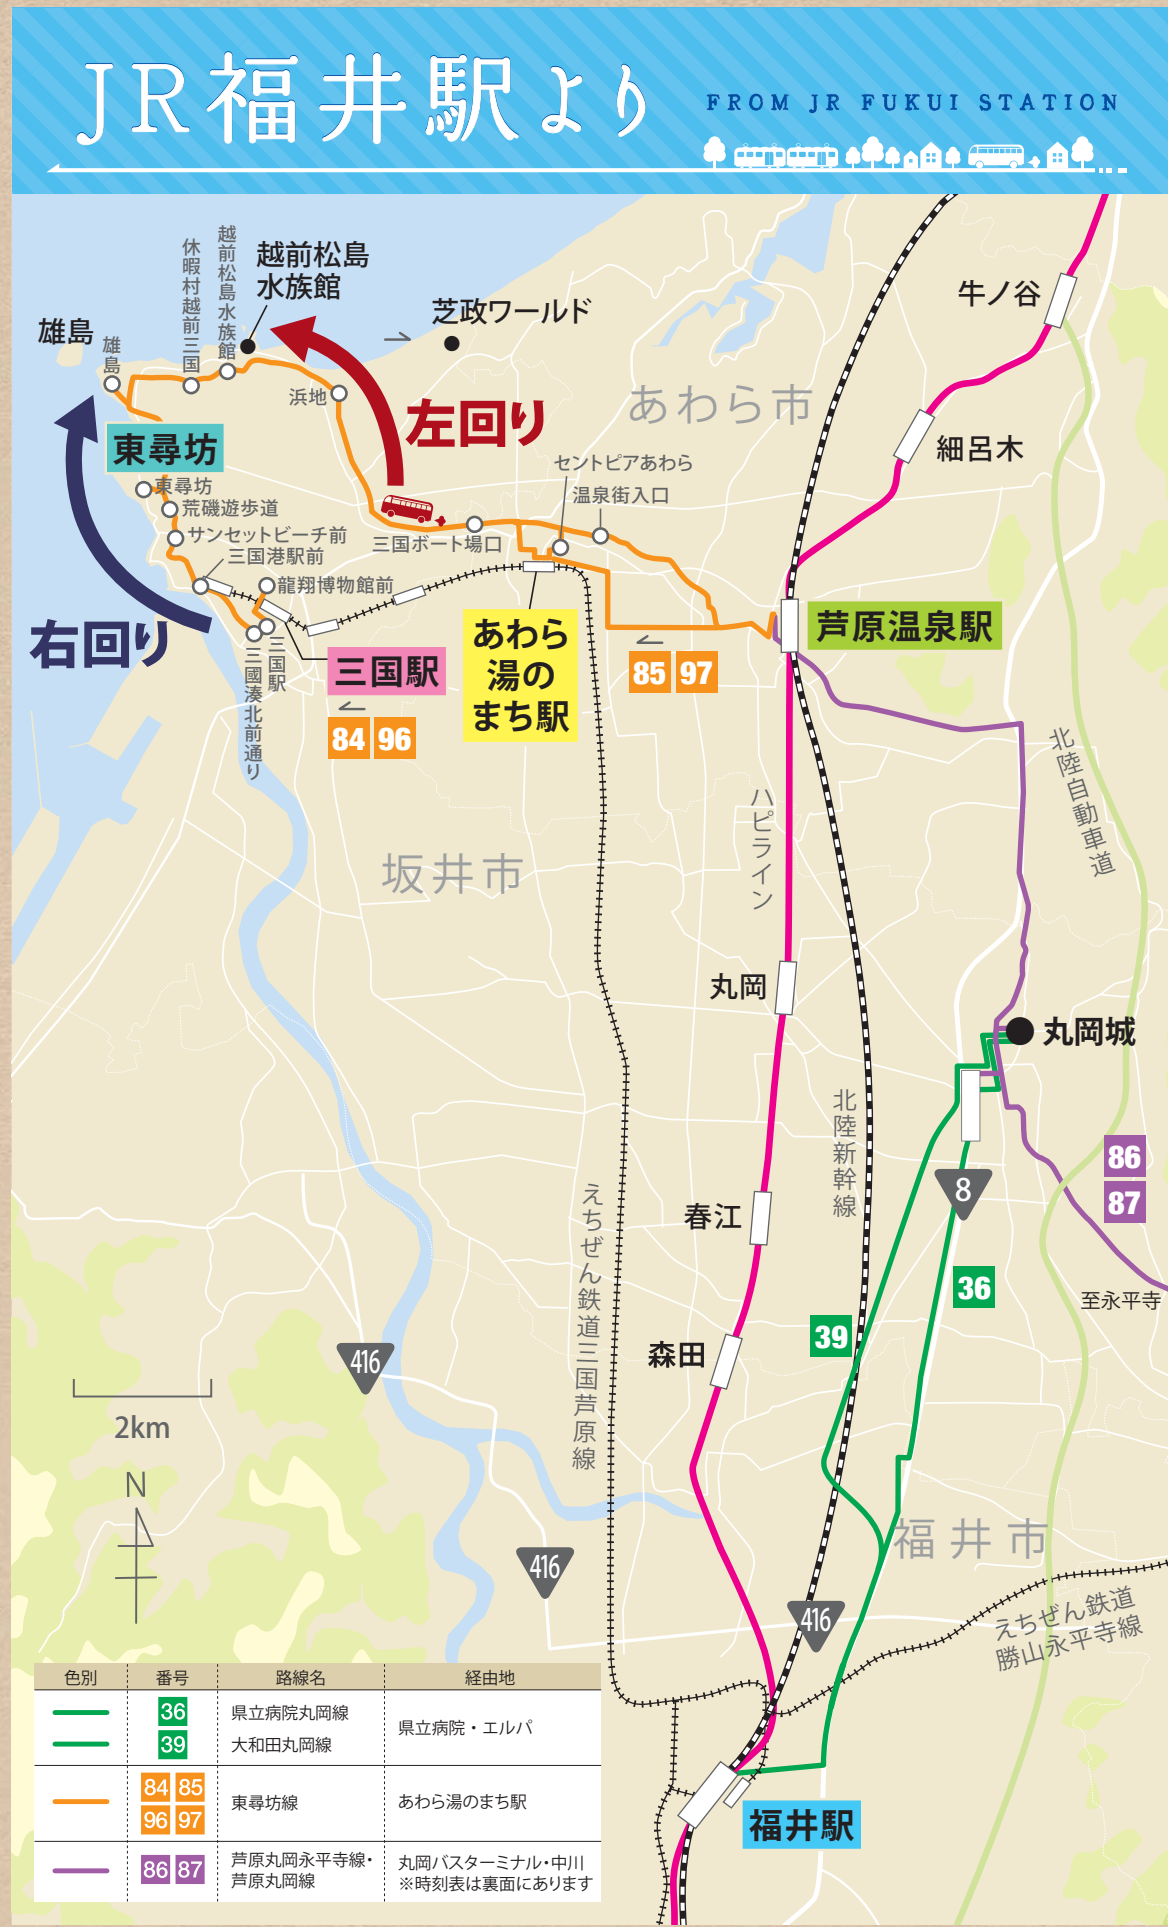 JR福井駅より
FROM JR FUKUI STATION
越前松島
水族館
越前松島水族館
休暇村越前三国
雄島
雄島
芝政ワールド
牛ノ谷
浜地
左回り
あわら市
細呂木
東尋坊
東尋坊
荒磯遊歩道
サンセットビーチ前
三国港駅前
龍翔博物館前
セントピアあわら
温泉街入口
三国ボート場口
右回り
三国駅
三國湊北前通り
三国駅
84 96
あわら
湯の
まち駅
85 97
芦原温泉駅
北陸自動車道
ハピライン
坂井市
丸岡
丸岡城
北陸新幹線
86
87
8
至永平寺
えちぜん鉄道三国芦原線
春江
36
39
森田
416
2km
N
416
福井市
416
えちぜん鉄道
勝山永平寺線
福井駅
色別 番号 路線名 経由地
36 県立病院丸岡線
39 大和田丸岡線
県立病院・エルパ
84 85
96 97
東尋坊線 あわら湯のまち駅
86 87
芦原丸岡永平寺線・
芦原丸岡線
丸岡バスターミナル・中川
※時刻表は裏面にあります